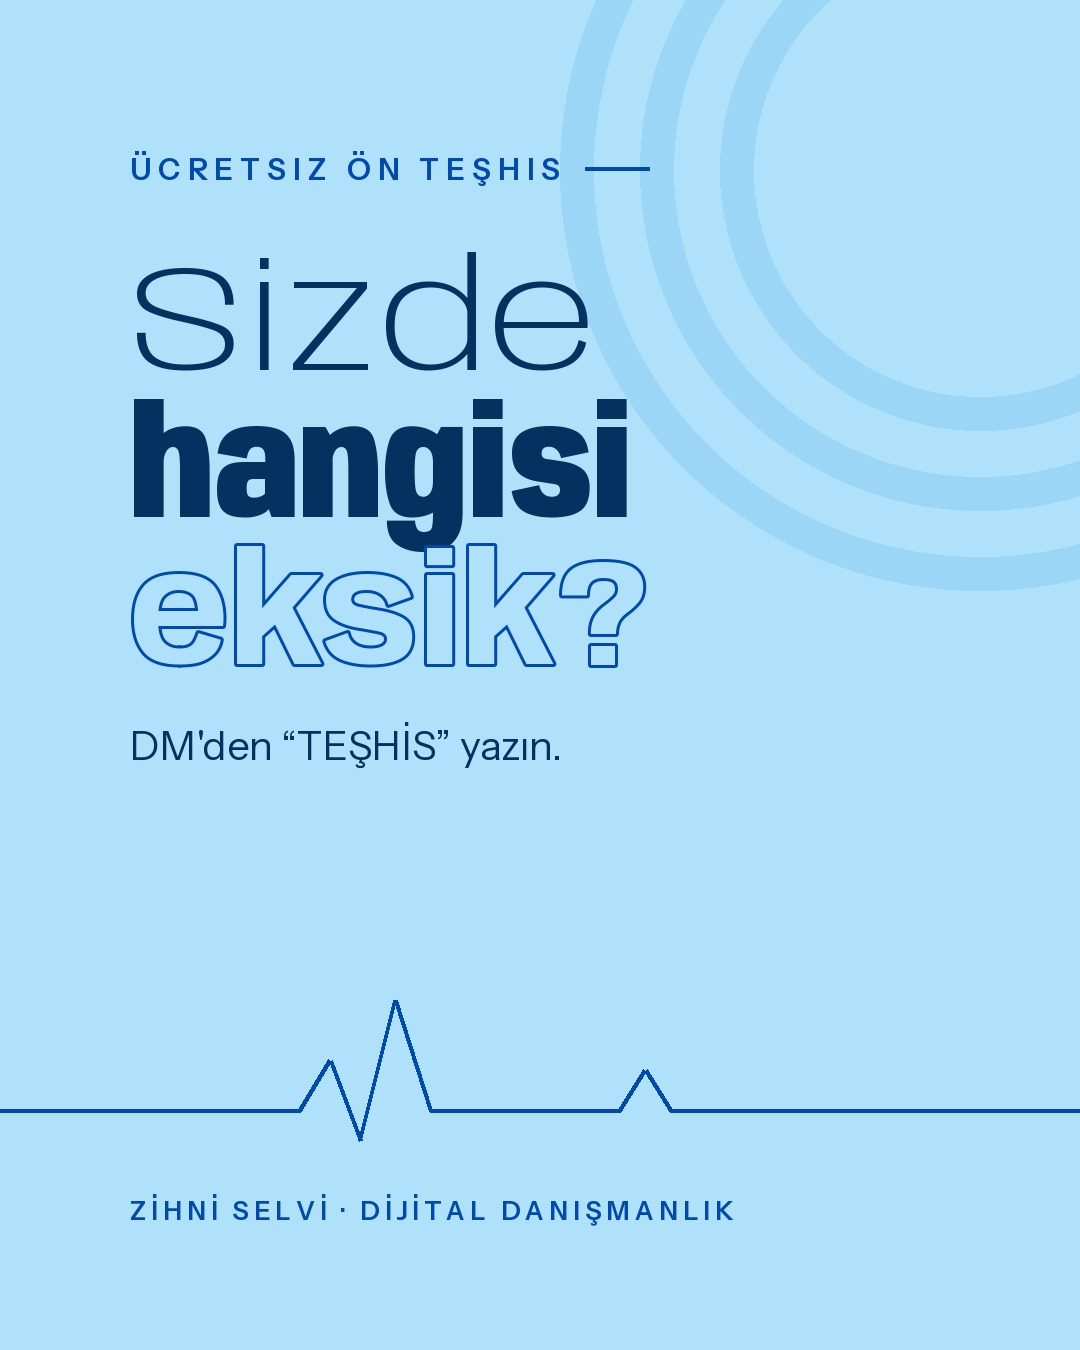 ÜCRETSIZ ÖN TEŞHIS
Sizde
hangisi
eksik?
DM'den “TEŞHİS” yazın.
ZİHNİ SELVİ · DİJİTAL DANIŞMANLIK